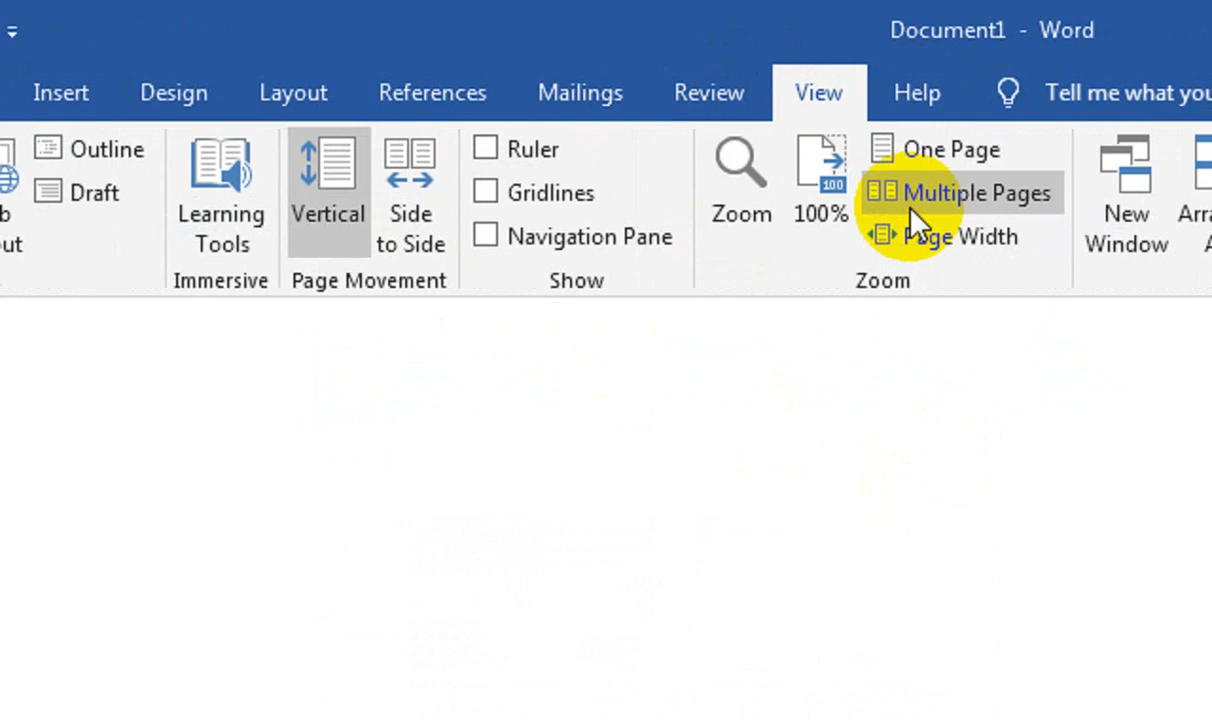 Document1 - Word
Insert Design Layout References Mailings Review View Help Tell me what you
Outline
Draft
Learning Tools
Immersive
Vertical
Side to Side
Page Movement
Ruler
Gridlines
Navigation Pane
Show
Zoom
100%
100
One Page
Multiple Pages
Page Width
Zoom
New Window